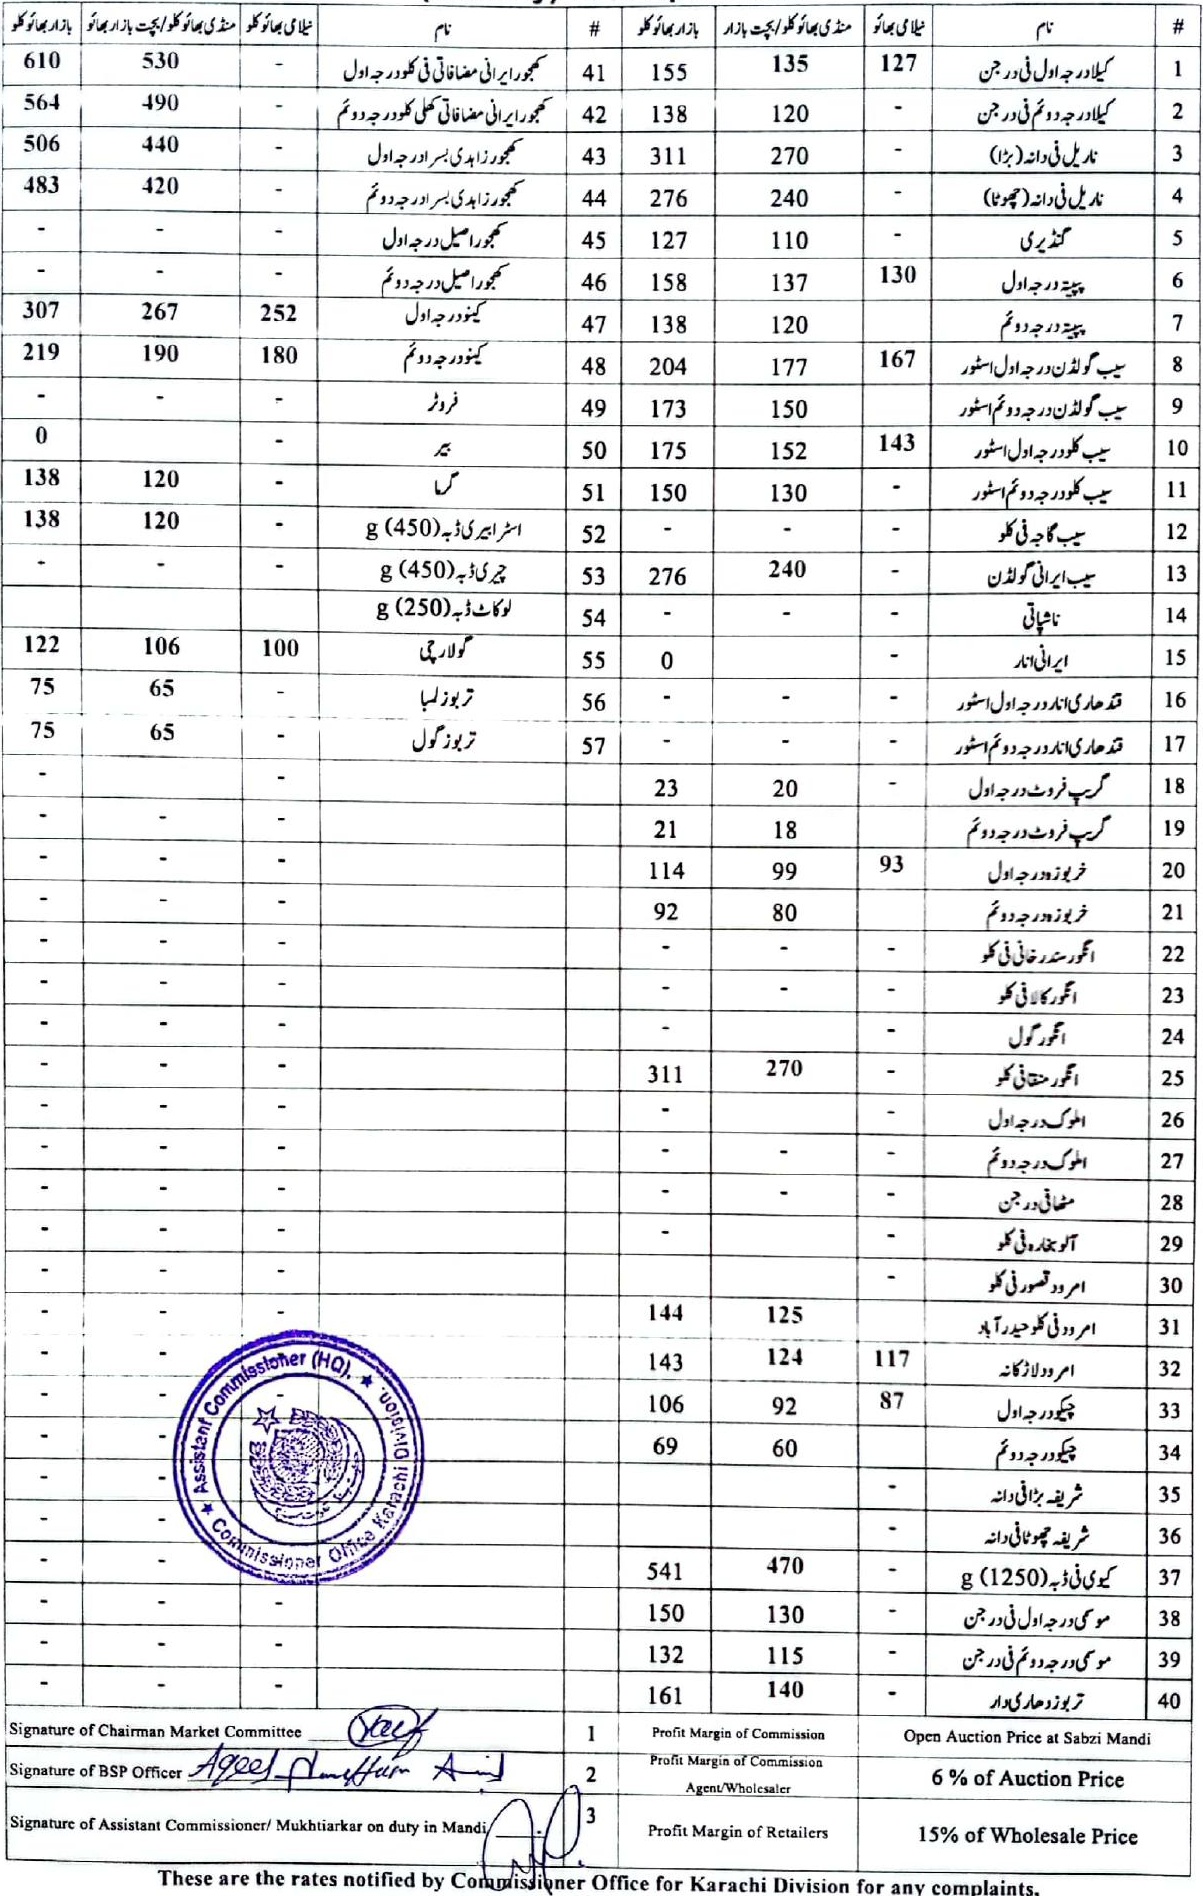 # نام نیلامی بھائو منڈی بھائو کلو/بچت بازار بازار بھائو کلو # نام نیلامی بھائو کلو منڈی بھائو کلو/بچت بازار بھائو بازار بھائو کلو
1 کیلا درجہ اول فی درجن 127 135 155 41 کھجور ایرانی مضافاتی فی کلو درجہ اول - 530 610
2 کیلا درجہ دوئم فی درجن - 120 138 42 کھجور ایرانی مضافاتی کھلی کلو درجہ دوئم - 490 564
3 ناریل فی دانہ (بڑا) - 270 311 43 کھجور زاہدی بسرا درجہ اول - 440 506
4 ناریل فی دانہ (چھوٹا) - 240 276 44 کھجور زاہدی بسرا درجہ دوئم - 420 483
5 گنڈیری - 110 127 45 کھجور اصیل درجہ اول - - -
6 پپیتہ درجہ اول 130 137 158 46 کھجور اصیل درجہ دوئم - - -
7 پپیتہ درجہ دوئم 120 138 47 کینو درجہ اول 252 267 307
8 سیب گولڈن درجہ اول اسٹور 167 177 204 48 کینو درجہ دوئم 180 190 219
9 سیب گولڈن درجہ دوئم اسٹور 150 173 49 فروٹر - - -
10 سیب کلو درجہ اول اسٹور 143 152 175 50 بیر - 0
11 سیب کلو درجہ دوئم اسٹور - 130 150 51 گرما - 120 138
12 سیب گاجہ فی کلو - - - 52 اسٹرابیری ڈبہ (450) g - 120 138
13 سیب ایرانی گولڈن - 240 276 53 چیری ڈبہ (450) g - - -
14 ناشپاتی - - - 54 لوکاٹ ڈبہ (250) g
15 ایرانی انار - 0 55 گولارچی 100 106 122
16 قندھاری انار درجہ اول اسٹور - - - 56 تربوز لمبا - 65 75
17 قندھاری انار درجہ دوئم اسٹور - - - 57 تربوز گول - 65 75
18 گریپ فروٹ درجہ اول - 20 23 - -
19 گریپ فروٹ درجہ دوئم 18 21 - - -
20 خربوزہ درجہ اول 93 99 114 - - -
21 خربوزہ درجہ دوئم 80 92 - - -
22 انگور سندر خانی فی کلو - - - - - -
23 انگور کالا فی کلو - - - - - -
24 انگور گول - - - - -
25 انگور منقا فی کلو - 270 311 - - -
26 املوک درجہ اول - - - - -
27 املوک درجہ دوئم - - - - - -
28 مٹھا فی درجن - - - - - -
29 آلو بخارہ فی کلو - - - - -
30 امرود قصور فی کلو - - - -
31 امرود فی کلو حیدر آباد 125 144 - - -
32 امرود لاڑکانہ 117 124 143 - -
33 چیکو درجہ اول 87 92 106 - - -
34 چیکو درجہ دوئم 60 69 - -
35 شریفہ بڑا فی دانہ - - -
36 شریفہ چھوٹا فی دانہ - - -
37 کیوی فی ڈبہ (1250) g - 470 541 - - -
38 موسمی درجہ اول فی درجن - 130 150 - - -
39 موسمی درجہ دوئم فی درجن - 115 132 - - -
40 تربوز دھاری دار - 140 161 - - -
★ Assistant Commissioner (HQ). ★
Commissioner Office Karachi Division.
Signature of Chairman Market Committee 1 Profit Margin of Commission Open Auction Price at Sabzi Mandi
Signature of BSP Officer 2 Profit Margin of Commission Agent/Wholesaler 6 % of Auction Price
Signature of Assistant Commissioner/ Mukhtiarkar on duty in Mandi 3 Profit Margin of Retailers 15% of Wholesale Price
These are the rates notified by Commissioner Office for Karachi Division for any complaints.